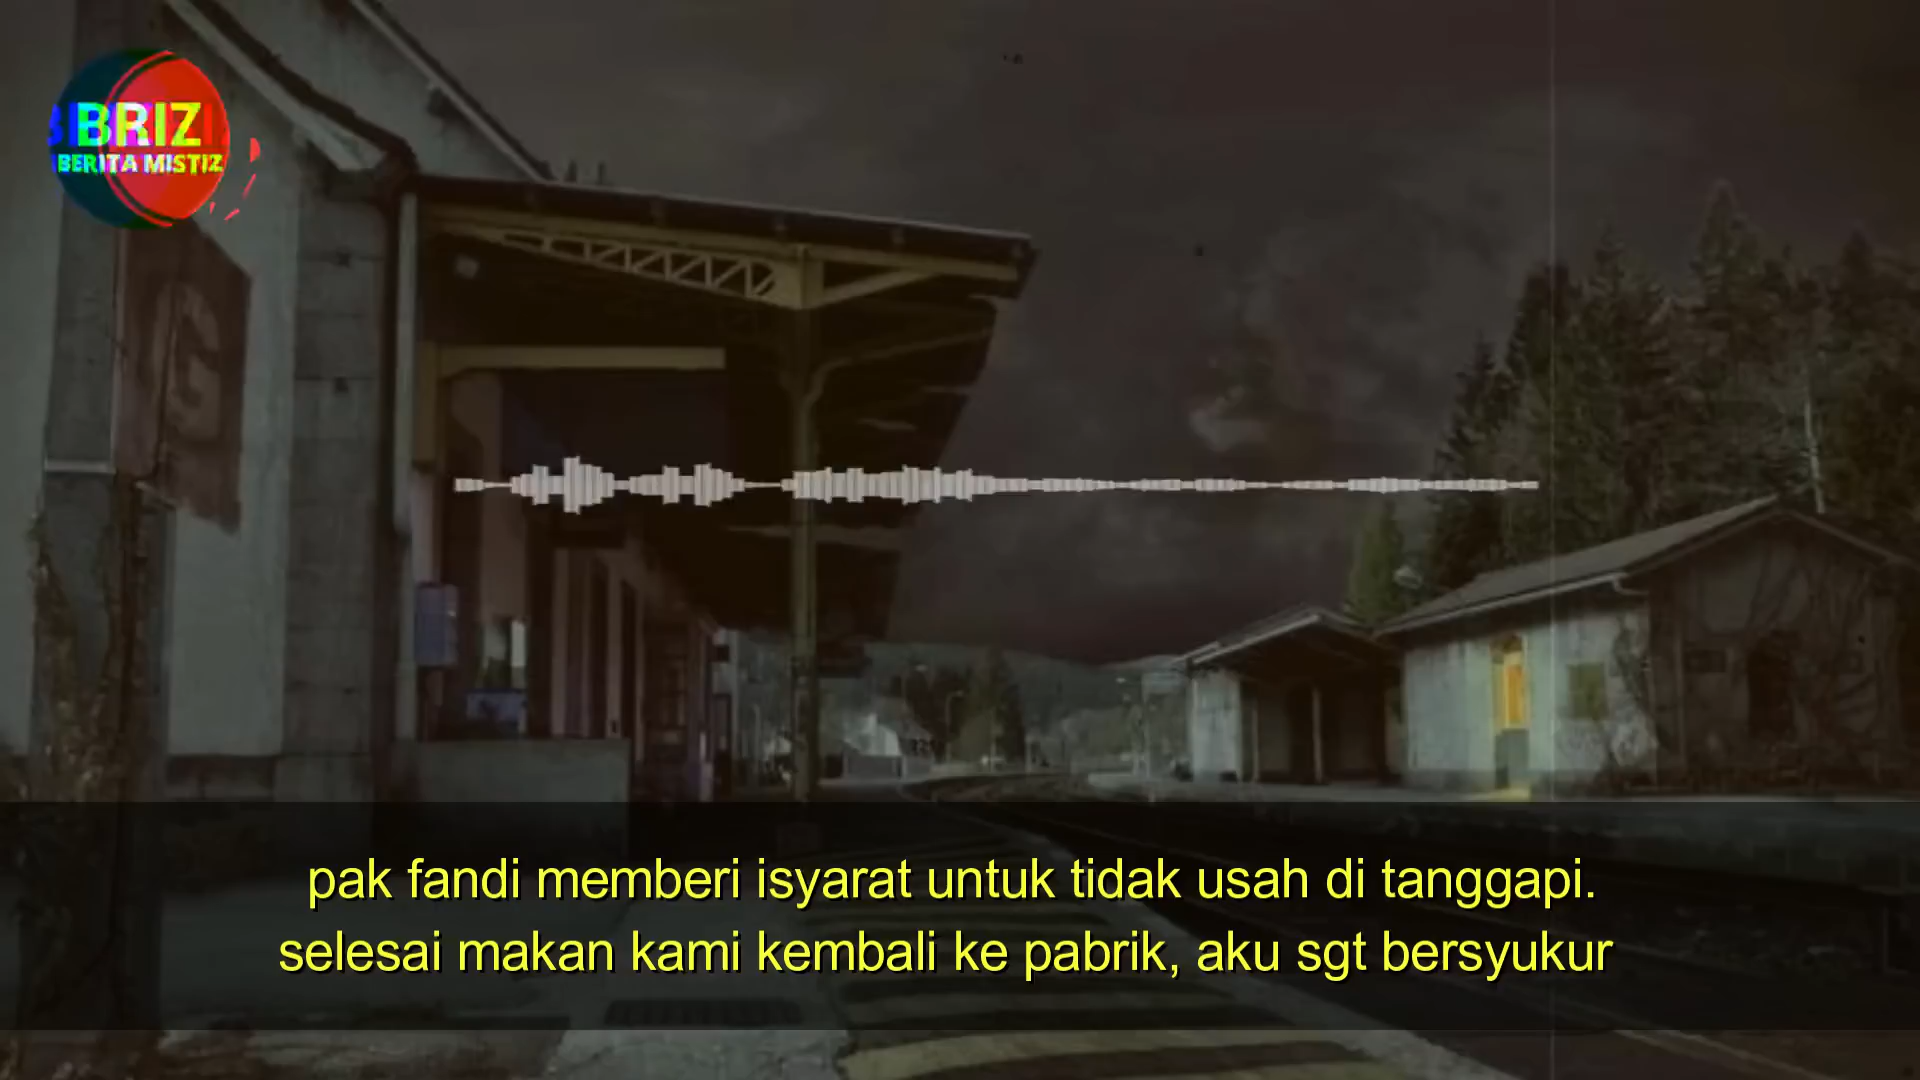 BRIZ
BERITA MISTIZ
pak fandi memberi isyarat untuk tidak usah di tanggapi.
selesai makan kami kembali ke pabrik, aku sgt bersyukur